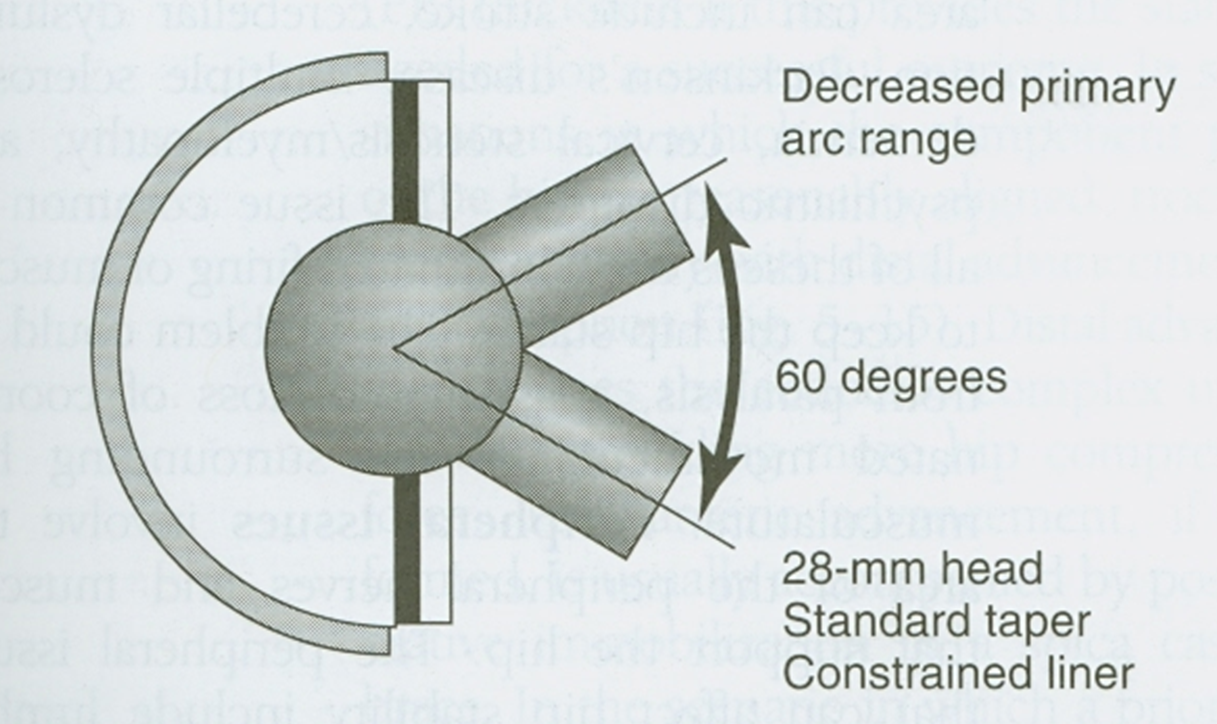 Decreased primary
arc range
60 degrees
28-mm head
Standard taper
Constrained liner